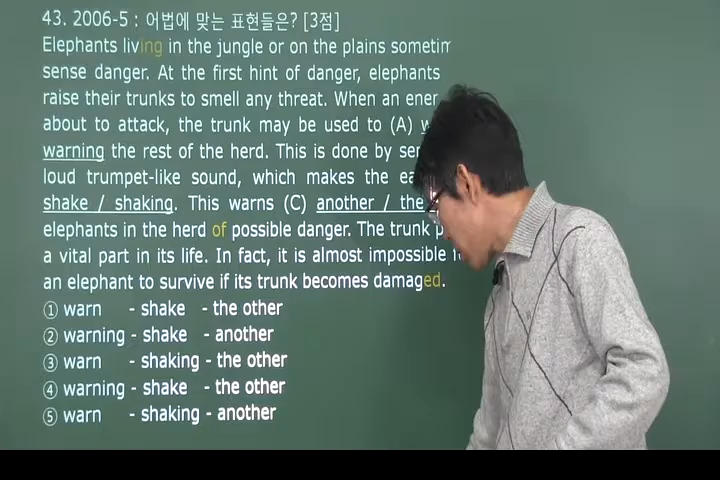 43. 2006-5 : 어법에 맞는 표현들은? [3점]
Elephants living in the jungle or on the plains
sense danger. At the first hint of danger, elephants
raise their trunks to smell any threat. When an
about to attack, the trunk may be used to (A)
warning the rest of the herd. This is done by
loud trumpet-like sound, which makes the
shake / shaking. This warns (C) another / the
elephants in the herd of possible danger. The trunk
a vital part in its life. In fact, it is almost impossible
an elephant to survive if its trunk becomes damaged.
① warn - shake - the other
② warning - shake - another
③ warn - shaking - the other
④ warning - shake - the other
⑤ warn - shaking - another